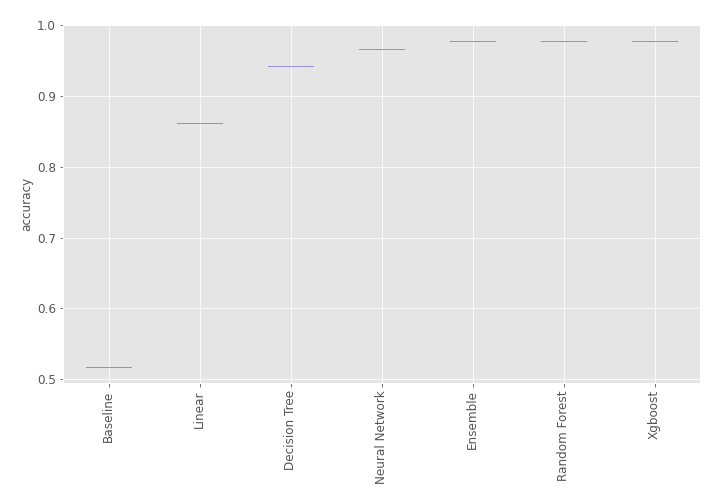 1.0
0.9
0.8
0.7
0.6
0.5
accuracy
Baseline
Linear
Decision Tree
Neural Network
Ensemble
Random Forest
Xgboost